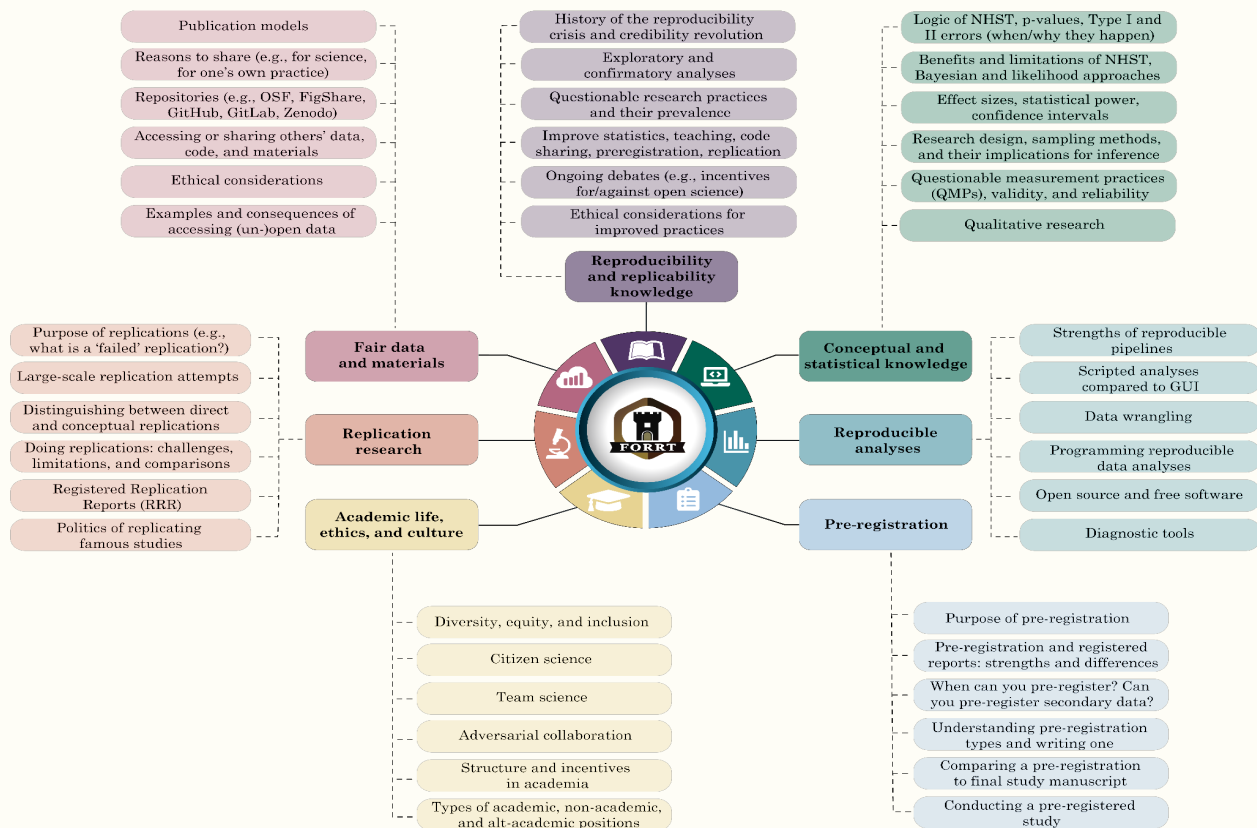 Publication models
Reasons to share (e.g., for science,
for one's own practice)
Repositories (e.g., OSF, FigShare,
GitHub, GitLab, Zenodo)
Accessing or sharing others' data,
code, and materials
Ethical considerations
Examples and consequences of
accessing (un-)open data
History of the reproducibility
crisis and credibility revolution
Exploratory and
confirmatory analyses
Questionable research practices
and their prevalence
Improve statistics, teaching, code
sharing, preregistration, replication
Ongoing debates (e.g., incentives
for/against open science)
Ethical considerations for
improved practices
Logic of NHST, p-values, Type I and
II errors (when/why they happen)
Benefits and limitations of NHST,
Bayesian and likelihood approaches
Effect sizes, statistical power,
confidence intervals
Research design, sampling methods,
and their implications for inference
Questionable measurement practices
(QMPs), validity, and reliability
Qualitative research
Reproducibility
and replicability
knowledge
Fair data
and materials
Conceptual and
statistical knowledge
Replication
research
Reproducible
analyses
Academic life,
ethics, and culture
Pre-registration
FORRT
Purpose of replications (e.g.,
what is a 'failed' replication?)
Large-scale replication attempts
Distinguishing between direct
and conceptual replications
Doing replications: challenges,
limitations, and comparisons
Registered Replication
Reports (RRR)
Politics of replicating
famous studies
Strengths of reproducible
pipelines
Scripted analyses
compared to GUI
Data wrangling
Programming reproducible
data analyses
Open source and free software
Diagnostic tools
Diversity, equity, and inclusion
Citizen science
Team science
Adversarial collaboration
Structure and incentives
in academia
Types of academic, non-academic,
and alt-academic positions
Purpose of pre-registration
Pre-registration and registered
reports: strengths and differences
When can you pre-register? Can
you pre-register secondary data?
Understanding pre-registration
types and writing one
Comparing a pre-registration
to final study manuscript
Conducting a pre-registered
study